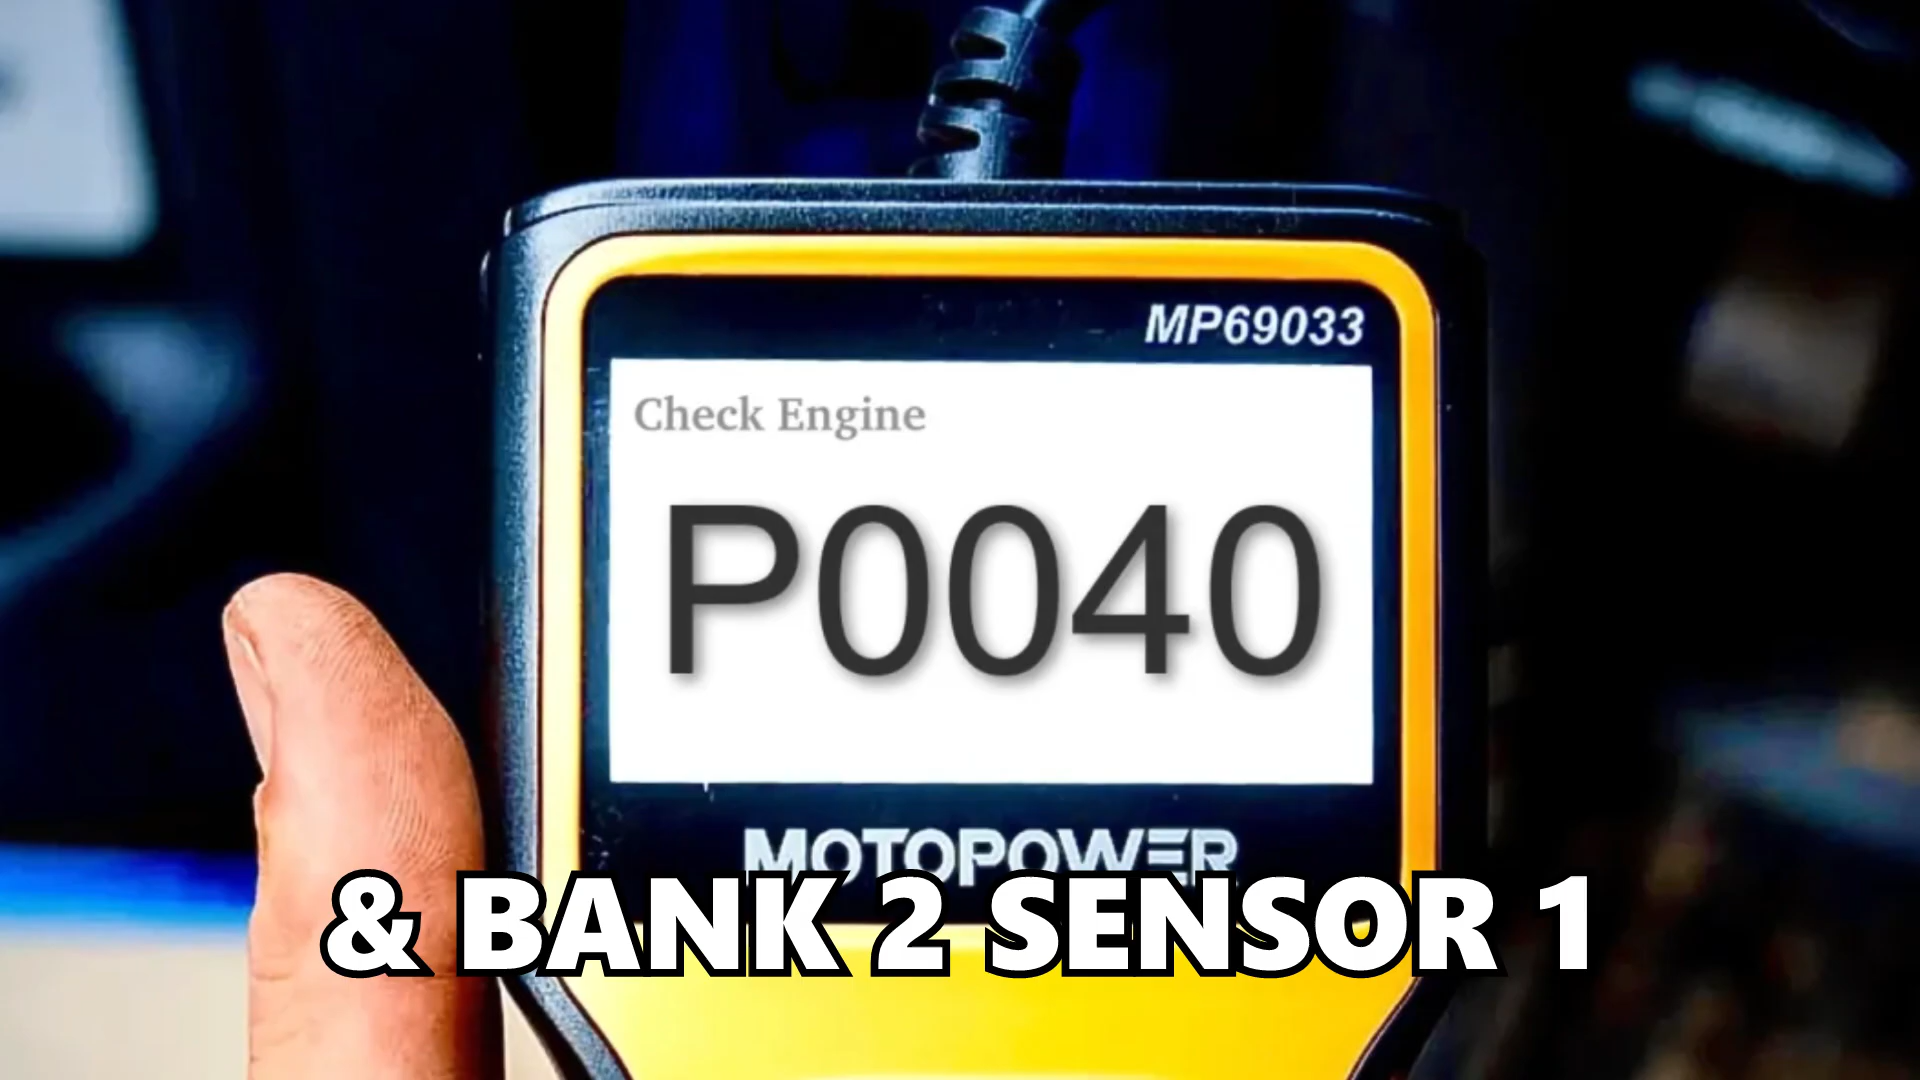 MP69033
Check Engine
P0040
MOTOPOWER
& BANK 2 SENSOR 1